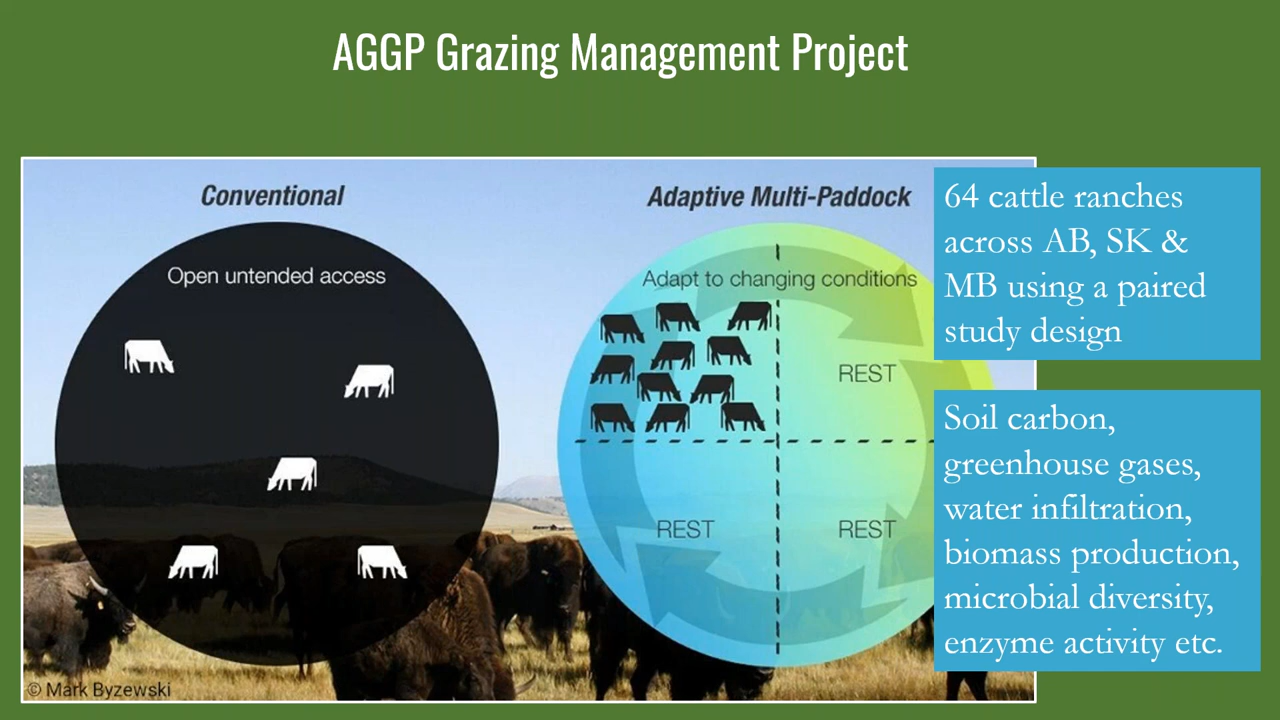 AGGP Grazing Management Project
Conventional
Open untended access
Adaptive Multi-Paddock
Adapt to changing conditions
REST
REST
REST
64 cattle ranches
across AB, SK &
MB using a paired
study design
Soil carbon,
greenhouse gases,
water infiltration,
biomass production,
microbial diversity,
enzyme activity etc.
© Mark Byzewski